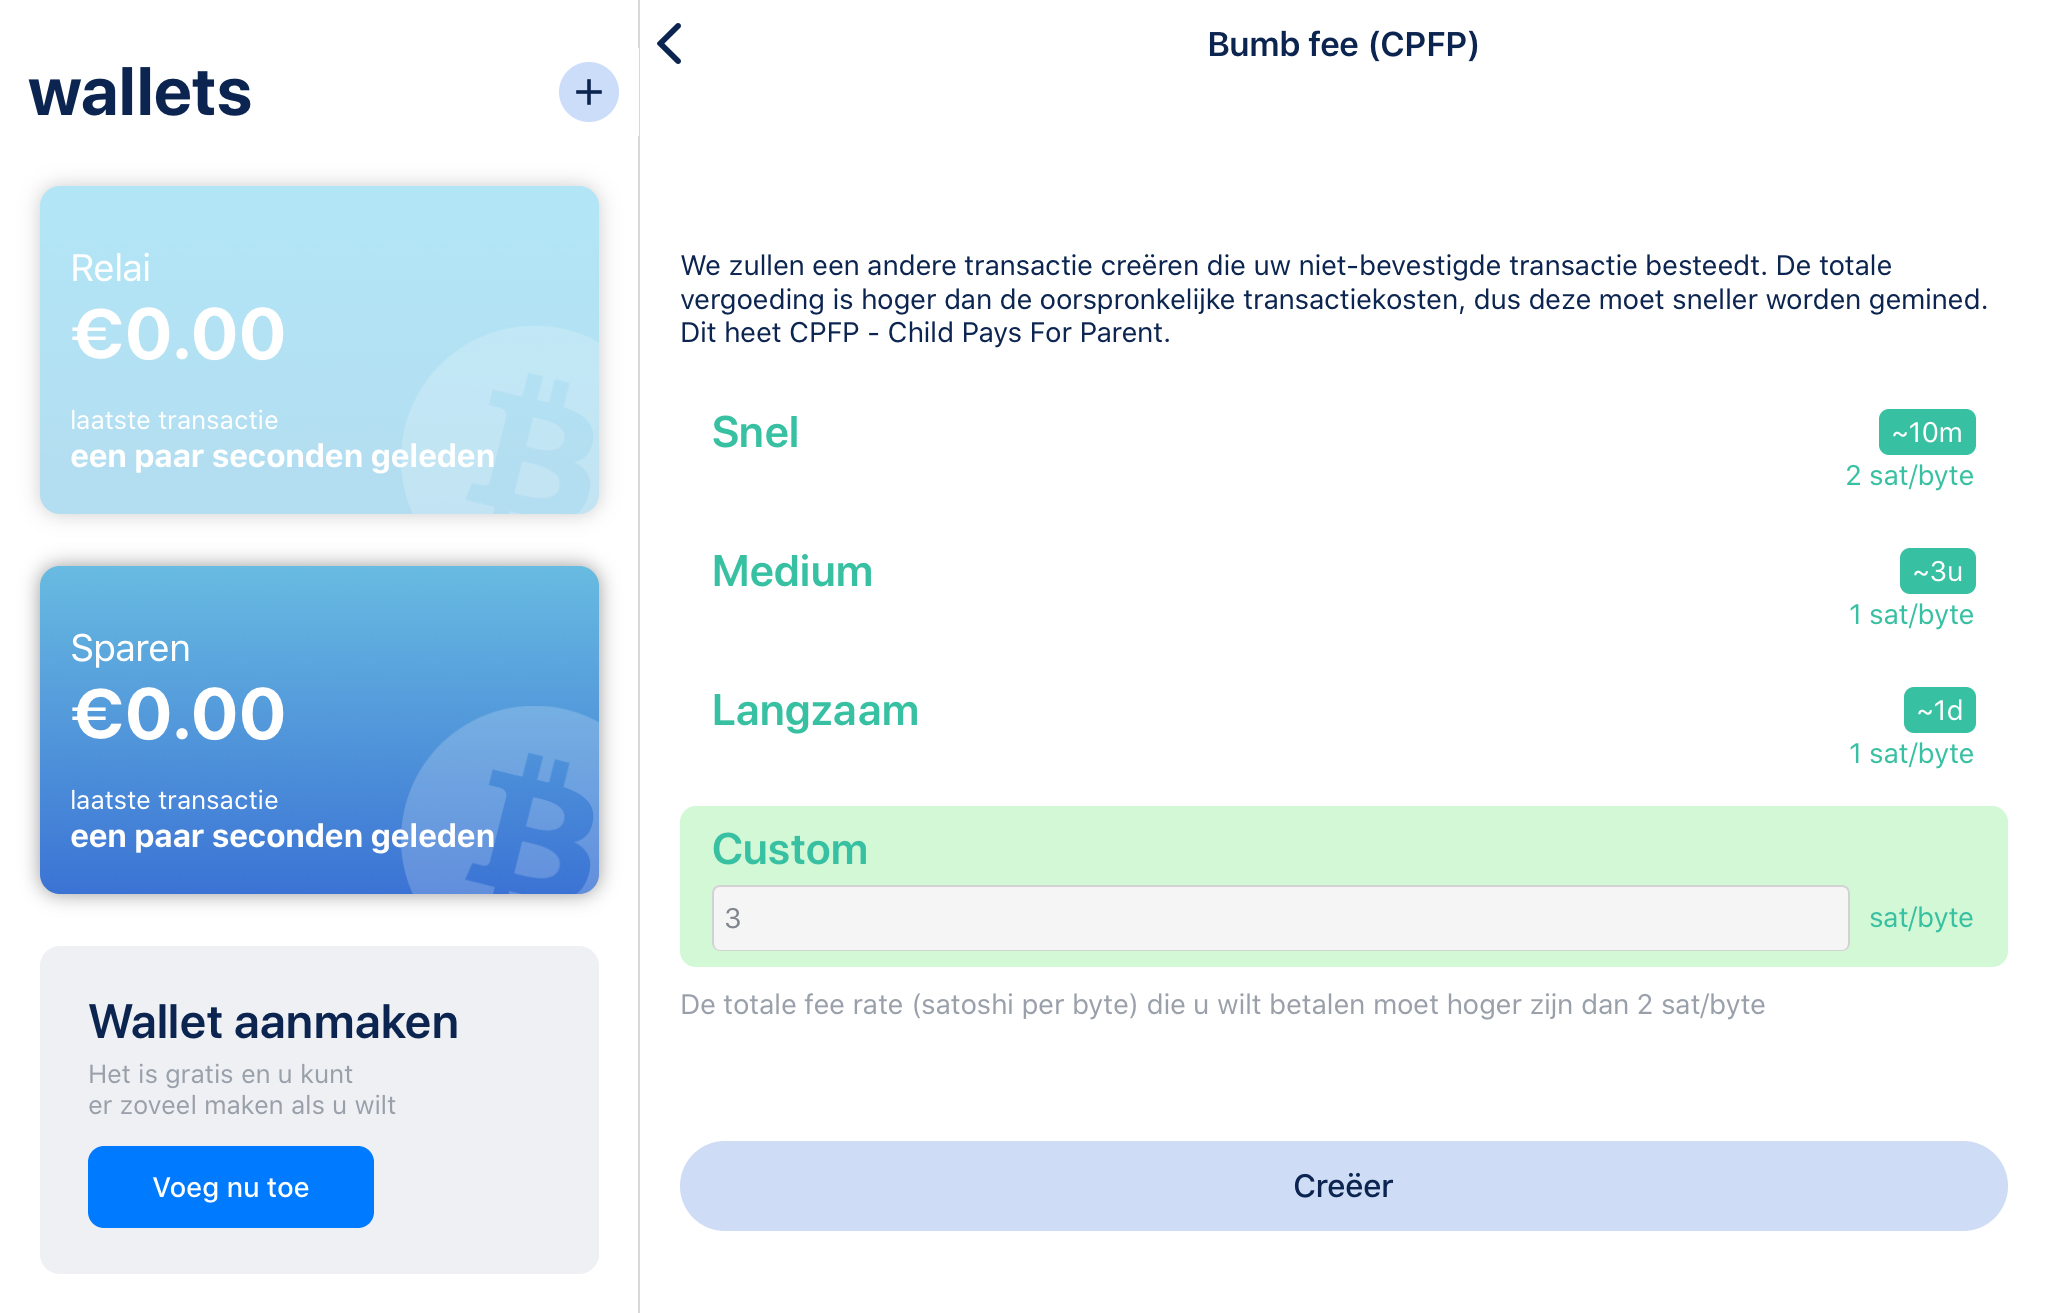 wallets
+
Relai
€0.00
laatste transactie
een paar seconden geleden
Sparen
€0.00
laatste transactie
een paar seconden geleden
Wallet aanmaken
Het is gratis en u kunt
er zoveel maken als u wilt
Voeg nu toe
Bumb fee (CPFP)
We zullen een andere transactie creëren die uw niet-bevestigde transactie besteedt. De totale
vergoeding is hoger dan de oorspronkelijke transactiekosten, dus deze moet sneller worden gemined.
Dit heet CPFP - Child Pays For Parent.
Snel
~10m
2 sat/byte
Medium
~3u
1 sat/byte
Langzaam
~1d
1 sat/byte
Custom
3
sat/byte
De totale fee rate (satoshi per byte) die u wilt betalen moet hoger zijn dan 2 sat/byte
Creëer